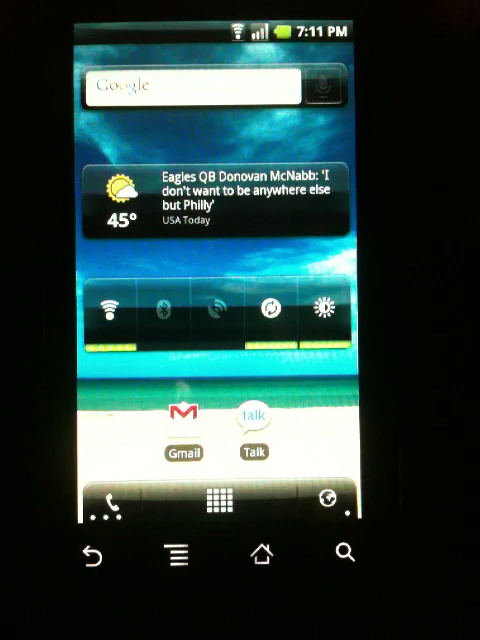 7:11 PM
Google
Eagles QB Donovan McNabb: 'I
don't want to be anywhere else
but Philly'
45°
USA Today
talk
Gmail
Talk